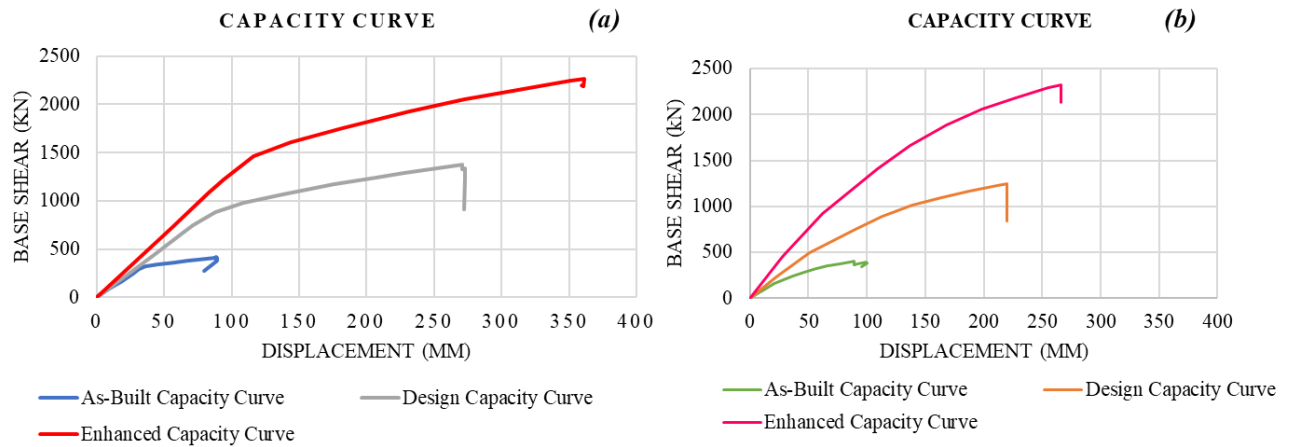 CAPACITY CURVE (a)
BASE SHEAR (KN)
2500
2000
1500
1000
500
0
0 50 100 150 200 250 300 350 400
DISPLACEMENT (MM)
As-Built Capacity Curve Design Capacity Curve
Enhanced Capacity Curve
CAPACITY CURVE (b)
BASE SHEAR (kN)
2500
2000
1500
1000
500
0
0 50 100 150 200 250 300 350 400
DISPLACEMENT (MM)
As-Built Capacity Curve Design Capacity Curve
Enhanced Capacity Curve